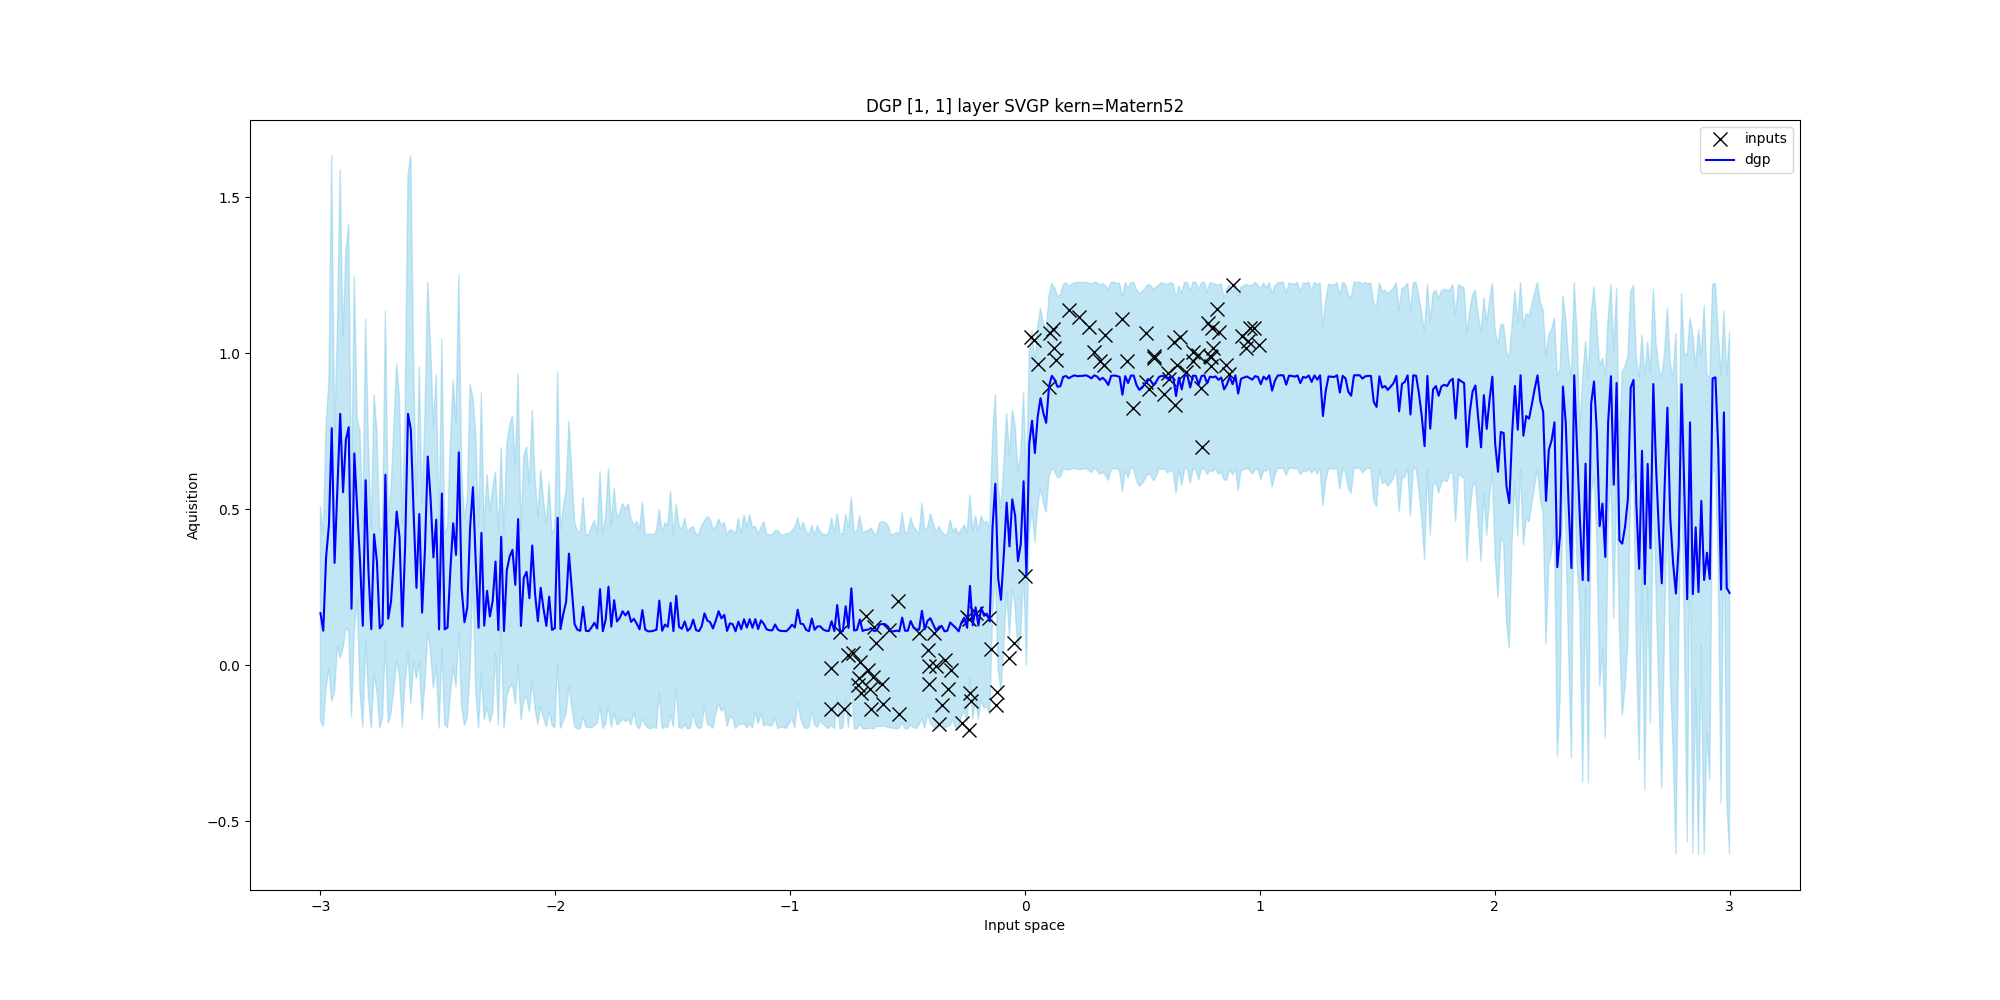 DGP [1, 1] layer SVGP kern=Matern52
inputs
dgp
1.5
1.0
0.5
0.0
−0.5
Aquisition
−3
−2
−1
0
1
2
3
Input space